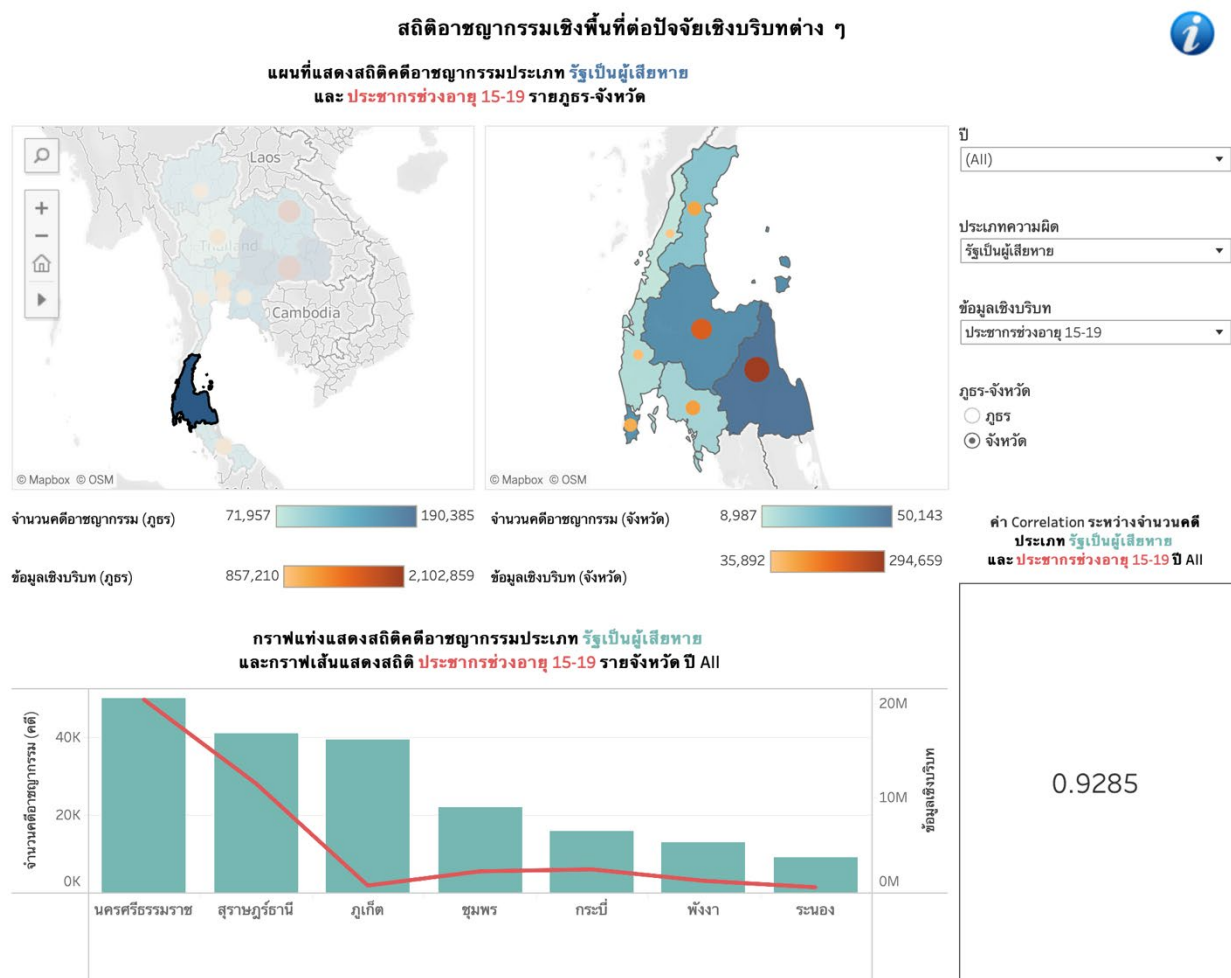 สถิติอาชญากรรมเชิงพื้นที่ต่อปัจจัยเชิงบริบทต่าง ๆ
แผนที่แสดงสถิติคดีอาชญากรรมประเภท รัฐเป็นผู้เสียหาย
และ ประชากรช่วงอายุ 15-19 รายภูธร-จังหวัด
Laos
Thailand
Cambodia
© Mapbox © OSM
© Mapbox © OSM
ปี
(All)
ประเภทความผิด
รัฐเป็นผู้เสียหาย
ข้อมูลเชิงบริบท
ประชากรช่วงอายุ 15-19
ภูธร-จังหวัด
ภูธร
จังหวัด
จำนวนคดีอาชญากรรม (ภูธร) 71,957 190,385
จำนวนคดีอาชญากรรม (จังหวัด) 8,987 50,143
ข้อมูลเชิงบริบท (ภูธร) 857,210 2,102,859
ข้อมูลเชิงบริบท (จังหวัด) 35,892 294,659
ค่า Correlation ระหว่างจำนวนคดี
ประเภท รัฐเป็นผู้เสียหาย
และ ประชากรช่วงอายุ 15-19 ปี All
0.9285
กราฟแท่งแสดงสถิติคดีอาชญากรรมประเภท รัฐเป็นผู้เสียหาย
และกราฟเส้นแสดงสถิติ ประชากรช่วงอายุ 15-19 รายจังหวัด ปี All
จำนวนคดีอาชญากรรม (คดี)
40K
20K
0K
20M
10M
0M
ข้อมูลเชิงบริบท
นครศรีธรรมราช สุราษฎร์ธานี ภูเก็ต ชุมพร กระบี่ พังงา ระนอง